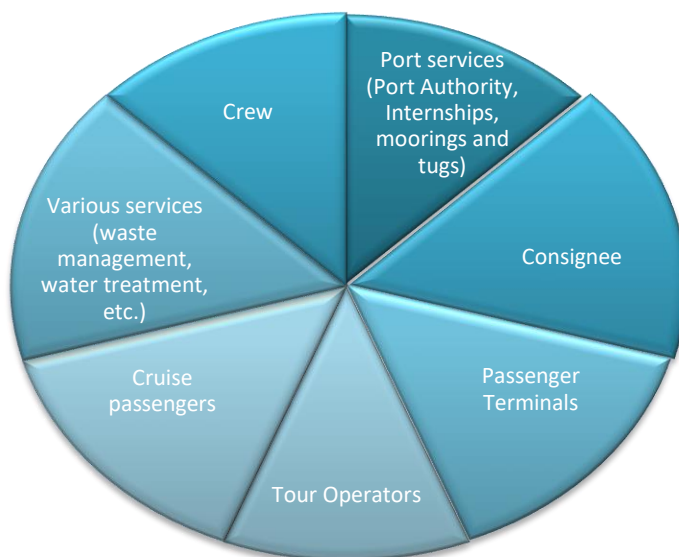 Port services
(Port Authority,
Internships,
moorings and
tugs)
Consignee
Passenger
Terminals
Tour Operators
Cruise
passengers
Various services
(waste
management,
water treatment,
etc.)
Crew